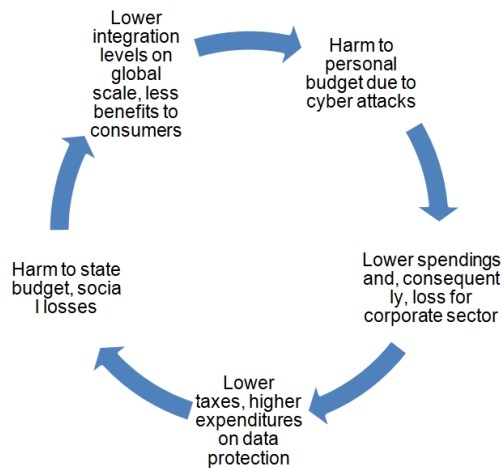 Lower
integration
levels on
global
scale, less
benefits to
consumers
Harm to
personal
budget due to
cyber attacks
Lower spendings
and, consequent
ly, loss for
corporate sector
Lower
taxes, higher
expenditures
on data
protection
Harm to state
budget, socia
l losses